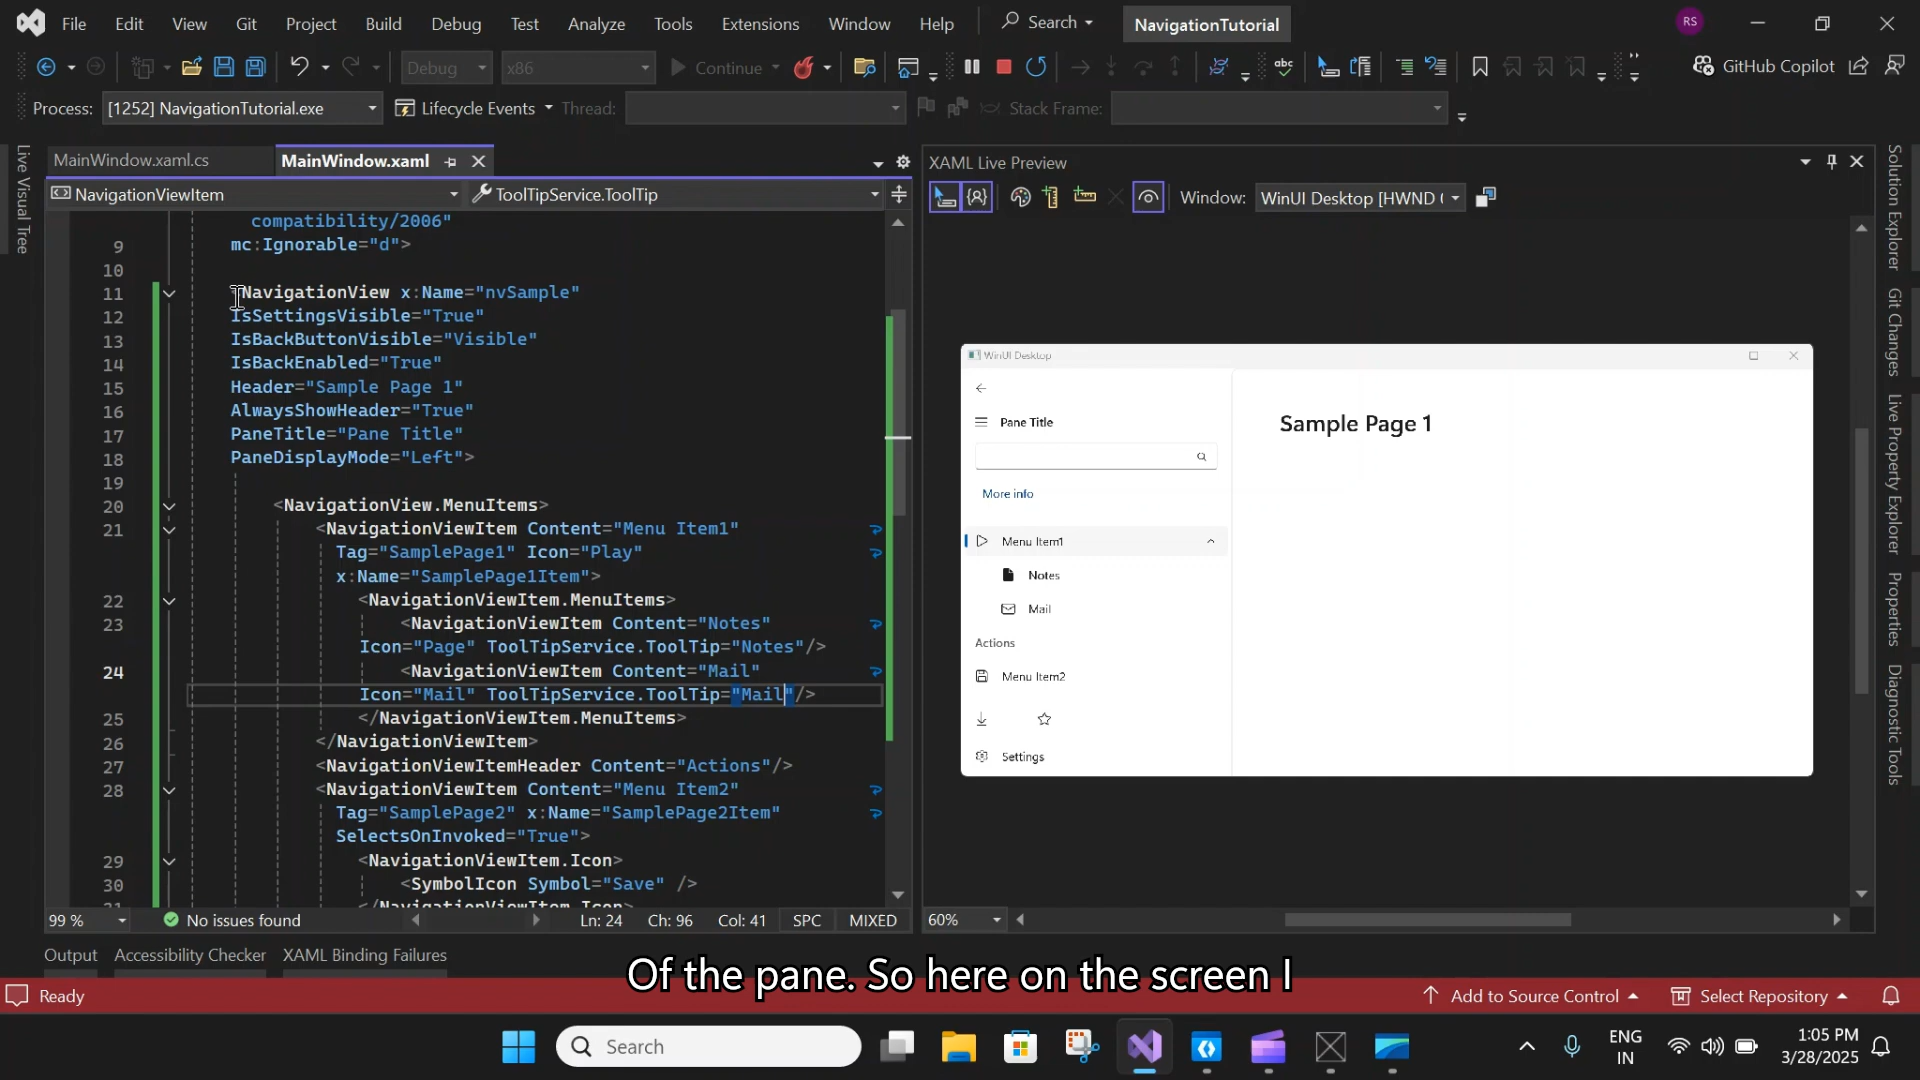 File Edit View Git Project Build Debug Test Analyze Tools Extensions Window Help Search NavigationTutorial RS
Debug x86 Continue abc GitHub Copilot
Process: [1252] NavigationTutorial.exe Lifecycle Events Thread: Stack Frame:
MainWindow.xaml.cs MainWindow.xaml
NavigationViewItem ToolTipService.ToolTip
compatibility/2006"
9 mc:Ignorable="d">
10
11 NavigationView x:Name="nvSample"
12 IsSettingsVisible="True"
13 IsBackButtonVisible="Visible"
14 IsBackEnabled="True"
15 Header="Sample Page 1"
16 AlwaysShowHeader="True"
17 PaneTitle="Pane Title"
18 PaneDisplayMode="Left">
19
20 <NavigationView.MenuItems>
21 <NavigationViewItem Content="Menu Item1"
Tag="SamplePage1" Icon="Play"
x:Name="SamplePage1Item">
22 <NavigationViewItem.MenuItems>
23 <NavigationViewItem Content="Notes"
Icon="Page" ToolTipService.ToolTip="Notes"/>
24 <NavigationViewItem Content="Mail"
Icon="Mail" ToolTipService.ToolTip="Mail"/>
25 </NavigationViewItem.MenuItems>
26 </NavigationViewItem>
27 <NavigationViewItemHeader Content="Actions"/>
28 <NavigationViewItem Content="Menu Item2"
Tag="SamplePage2" x:Name="SamplePage2Item"
SelectsOnInvoked="True">
29 <NavigationViewItem.Icon>
30 <SymbolIcon Symbol="Save" />
31 </NavigationViewItem.Icon>
99 % No issues found Ln: 24 Ch: 96 Col: 41 SPC MIXED
XAML Live Preview
Window: WinUI Desktop [HWND (
WinUI Desktop
Pane Title
Sample Page 1
More info
Menu Item1
Notes
Mail
Actions
Menu Item2
Settings
60%
Live Visual Tree
Solution Explorer
Git Changes
Live Property Explorer
Properties
Diagnostic Tools
Output Accessibility Checker XAML Binding Failures
Of the pane. So here on the screen I
Ready Add to Source Control Select Repository
Search ENG
IN
1:05 PM
3/28/2025